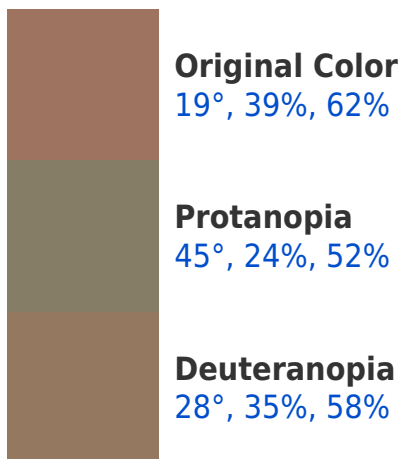 Original Color
19°, 39%, 62%
Protanopia
45°, 24%, 52%
Deuteranopia
28°, 35%, 58%